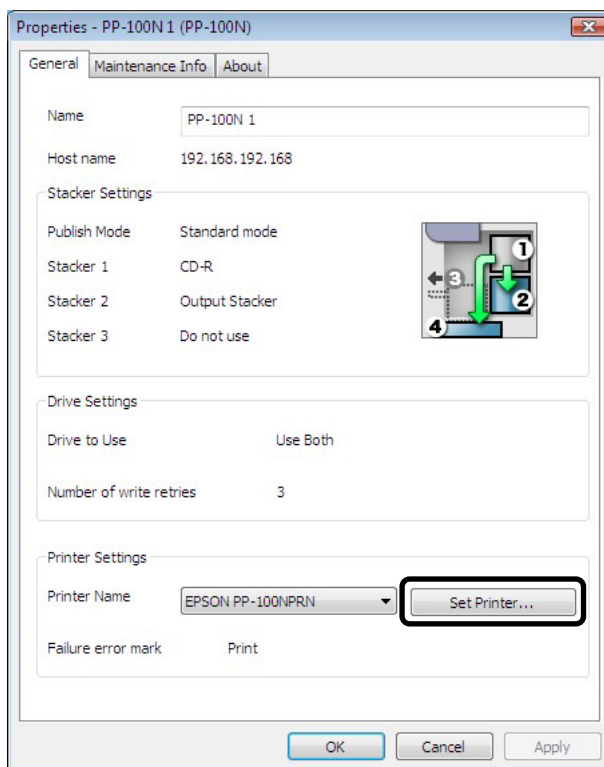 Properties - PP-100N 1 (PP-100N)
General Maintenance Info About
Name PP-100N 1
Host name 192.168.192.168
Stacker Settings
Publish Mode Standard mode
Stacker 1 CD-R
Stacker 2 Output Stacker
Stacker 3 Do not use
1
3
2
4
Drive Settings
Drive to Use Use Both
Number of write retries 3
Printer Settings
Printer Name EPSON PP-100NPRN Set Printer...
Failure error mark Print
OK Cancel Apply